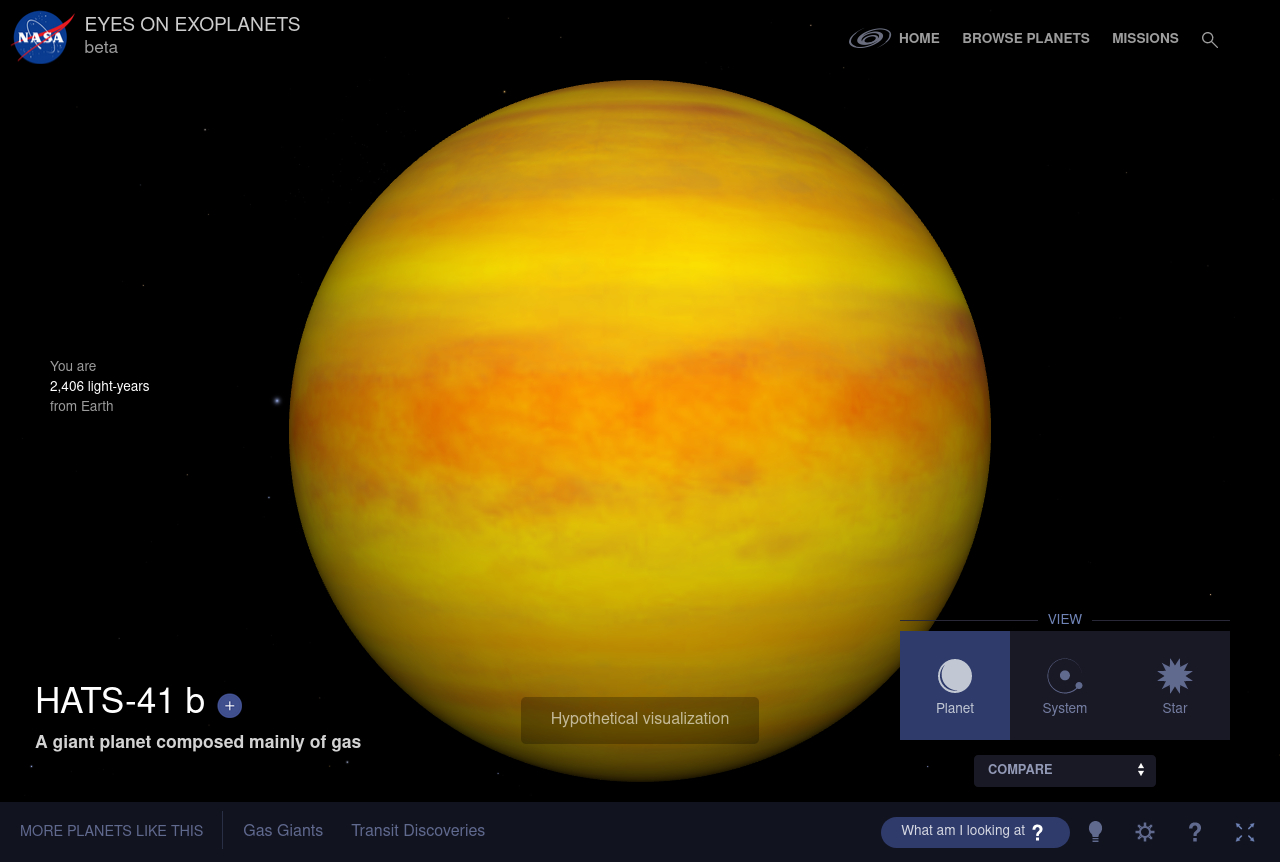 NASA
EYES ON EXOPLANETS
beta
HOME
BROWSE PLANETS
MISSIONS
You are
2,406 light-years
from Earth
VIEW
Planet
System
Star
HATS-41 b +
A giant planet composed mainly of gas
Hypothetical visualization
COMPARE
MORE PLANETS LIKE THIS
Gas Giants
Transit Discoveries
What am I looking at ?
?